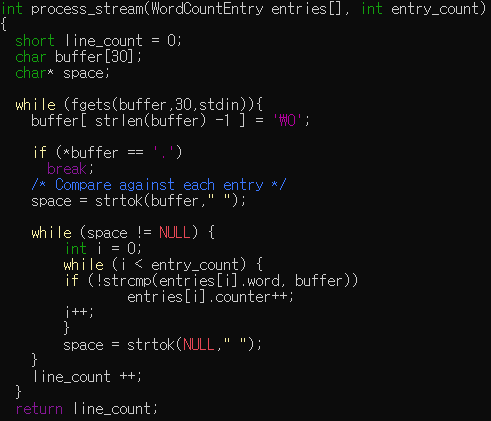 int process_stream(WordCountEntry entries[], int entry_count)
{
  short line_count = 0;
  char buffer[30];
  char* space;

  while (fgets(buffer,30,stdin)){
    buffer[ strlen(buffer) -1 ] = '₩0';

    if (*buffer == '.')
      break;
    /* Compare against each entry */
    space = strtok(buffer," ");

    while (space != NULL) {
        int i = 0;
        while (i < entry_count) {
        if (!strcmp(entries[i].word, buffer))
                entries[i].counter++;
        i++;
        }
        space = strtok(NULL," ");
    }
    line_count ++;
  }
  return line_count;